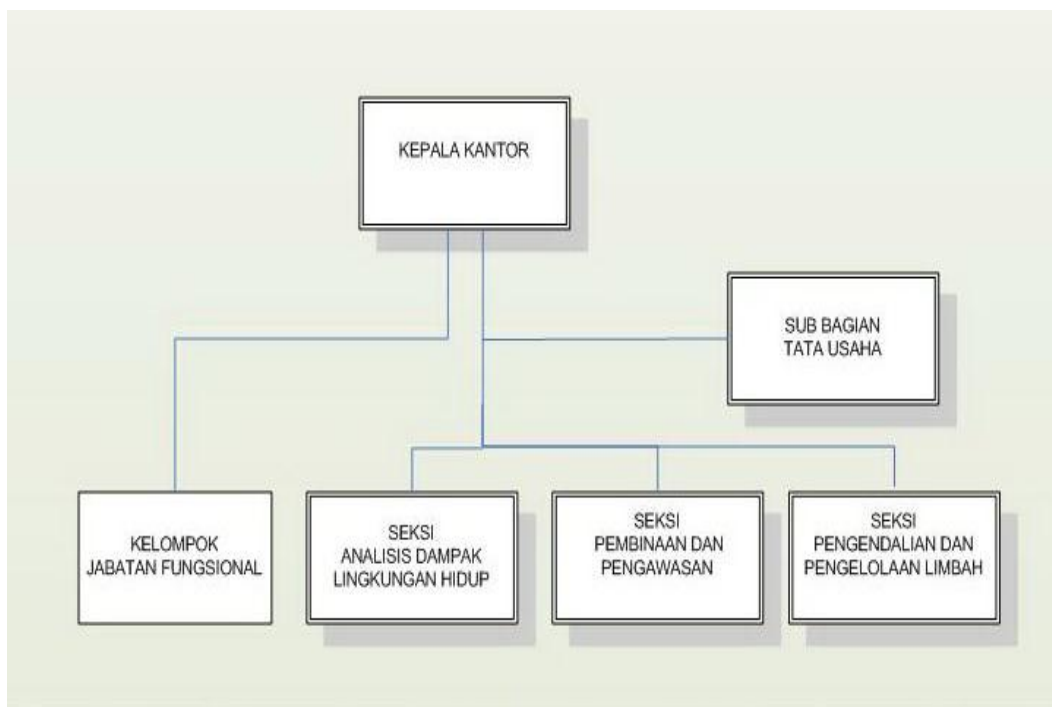 KEPALA KANTOR
SUB BAGIAN
TATA USAHA
KELOMPOK
JABATAN FUNGSIONAL
SEKSI
ANALISIS DAMPAK
LINGKUNGAN HIDUP
SEKSI
PEMBINAAN DAN
PENGAWASAN
SEKSI
PENGENDALIAN DAN
PENGELOLAAN LIMBAH